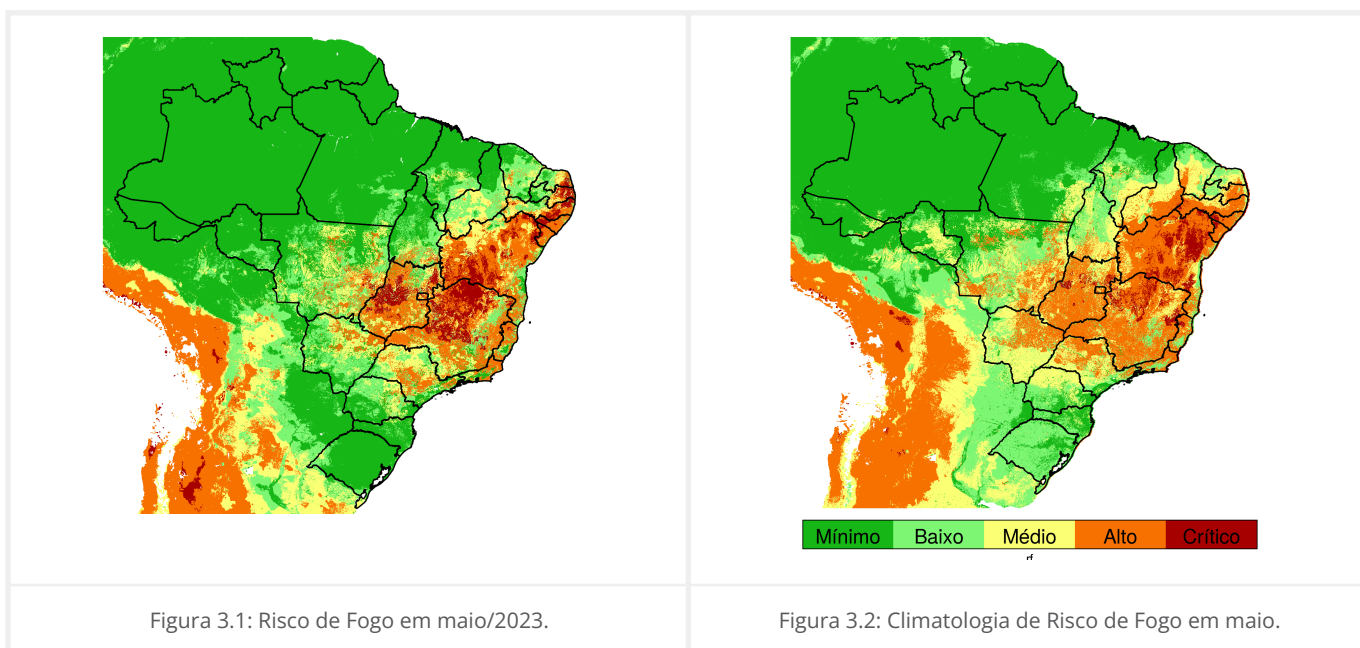 Mínimo Baixo Médio Alto Crítico
rf
Figura 3.1: Risco de Fogo em maio/2023.
Figura 3.2: Climatologia de Risco de Fogo em maio.